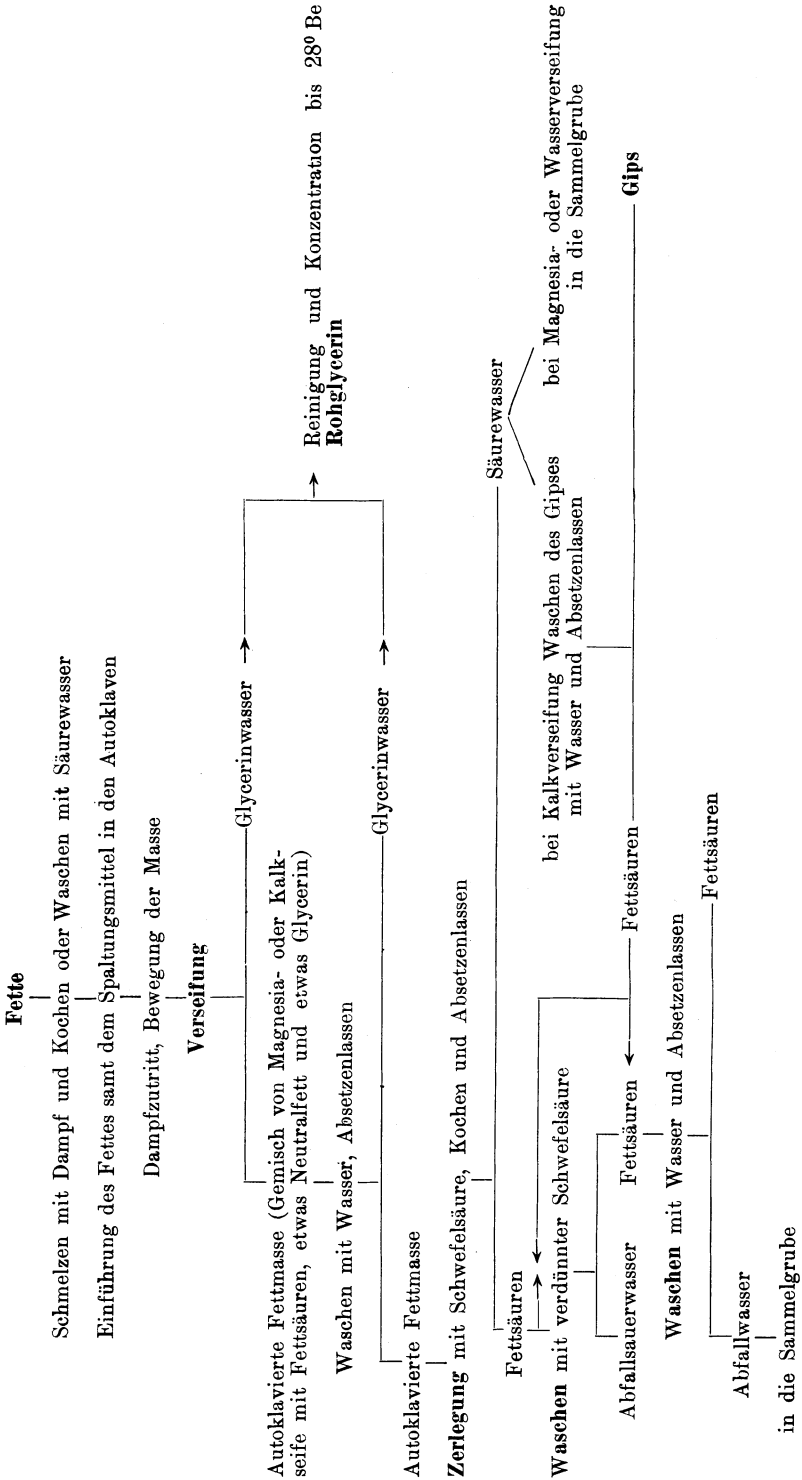 Fette
Schmelzen mit Dampf und Kochen oder Waschen mit Säurewasser
Einführung des Fettes samt dem Spaltungsmittel in den Autoklaven
Dampfzutritt, Bewegung der Masse
Verseifung
Glycerinwasser
Autoklavierte Fettmasse (Gemisch von Magnesia- oder Kalk-
seife mit Fettsäuren, etwas Neutralfett und etwas Glycerin)
Reinigung und Konzentration bis 28⁰ Be
Rohglycerin
Waschen mit Wasser, Absetzenlassen
Glycerinwasser
Autoklavierte Fettmasse
Zerlegung mit Schwefelsäure, Kochen und Absetzenlassen
Säurewasser
Fettsäuren
bei Kalkverseifung Waschen des Gipses
mit Wasser und Absetzenlassen
bei Magnesia- oder Wasserverseifung
in die Sammelgrube
Waschen mit verdünnter Schwefelsäure
Abfallsauerwasser
Fettsäuren
Fettsäuren
Gips
Waschen mit Wasser und Absetzenlassen
Fettsäuren
Abfallwasser
in die Sammelgrube